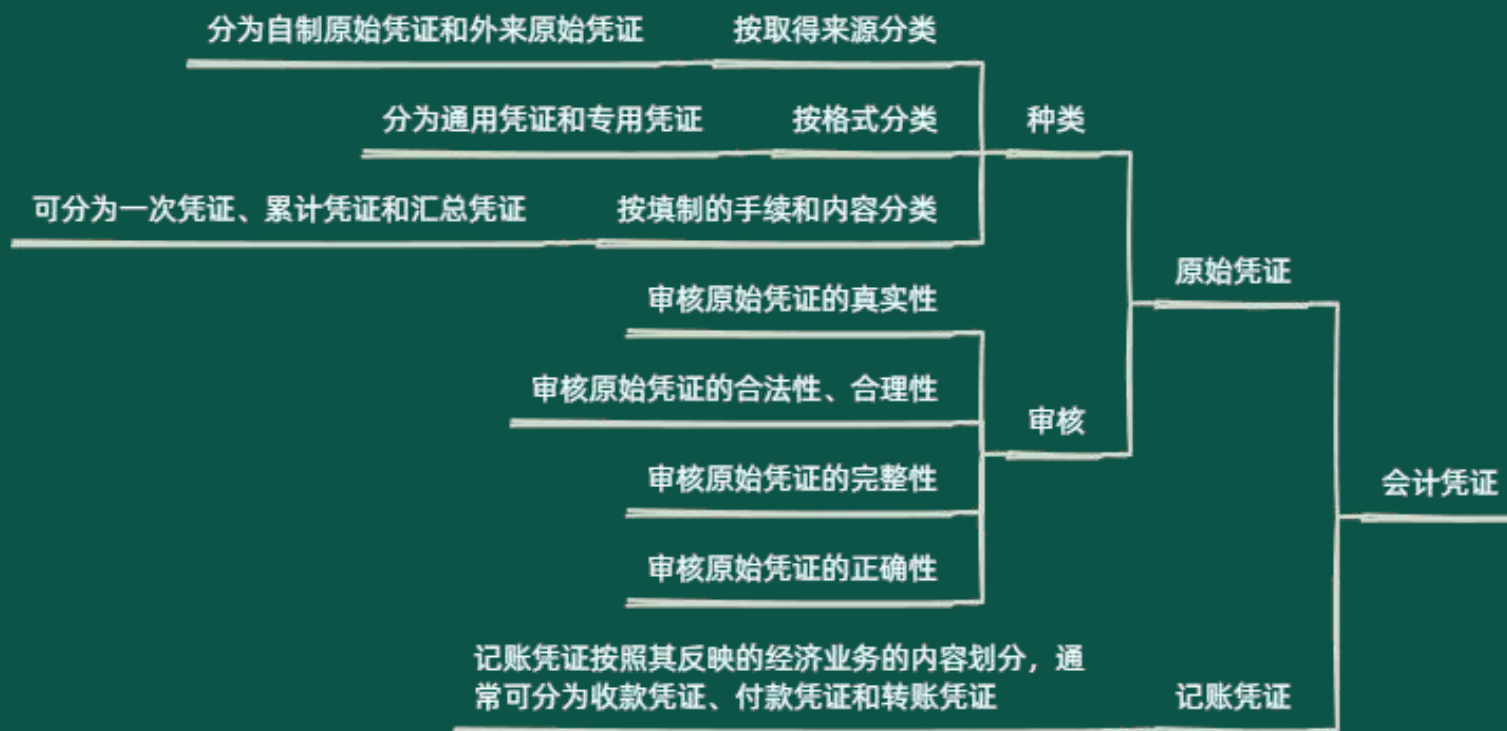 分为自制原始凭证和外来原始凭证 按取得来源分类
分为通用凭证和专用凭证 按格式分类 种类
可分为一次凭证、累计凭证和汇总凭证 按填制的手续和内容分类
原始凭证
审核原始凭证的真实性
审核原始凭证的合法性、合理性
审核
审核原始凭证的完整性
会计凭证
审核原始凭证的正确性
记账凭证按照其反映的经济业务的内容划分，通
常可分为收款凭证、付款凭证和转账凭证 记账凭证